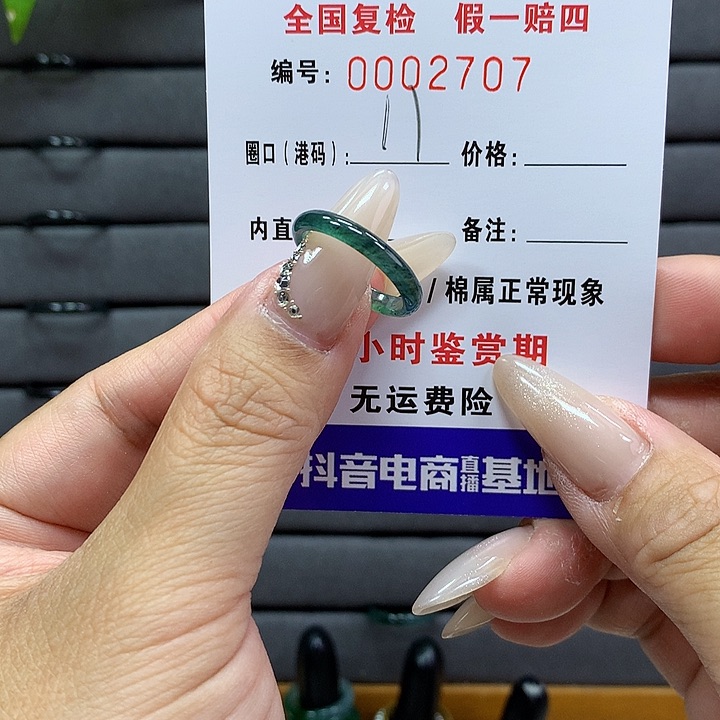 全国复检 假一赔四
编号: 0002707
圈口(港码): 11 价格:
内直 备注:
/棉属正常现象
小时鉴赏期
无运费险
抖音电商直播基地